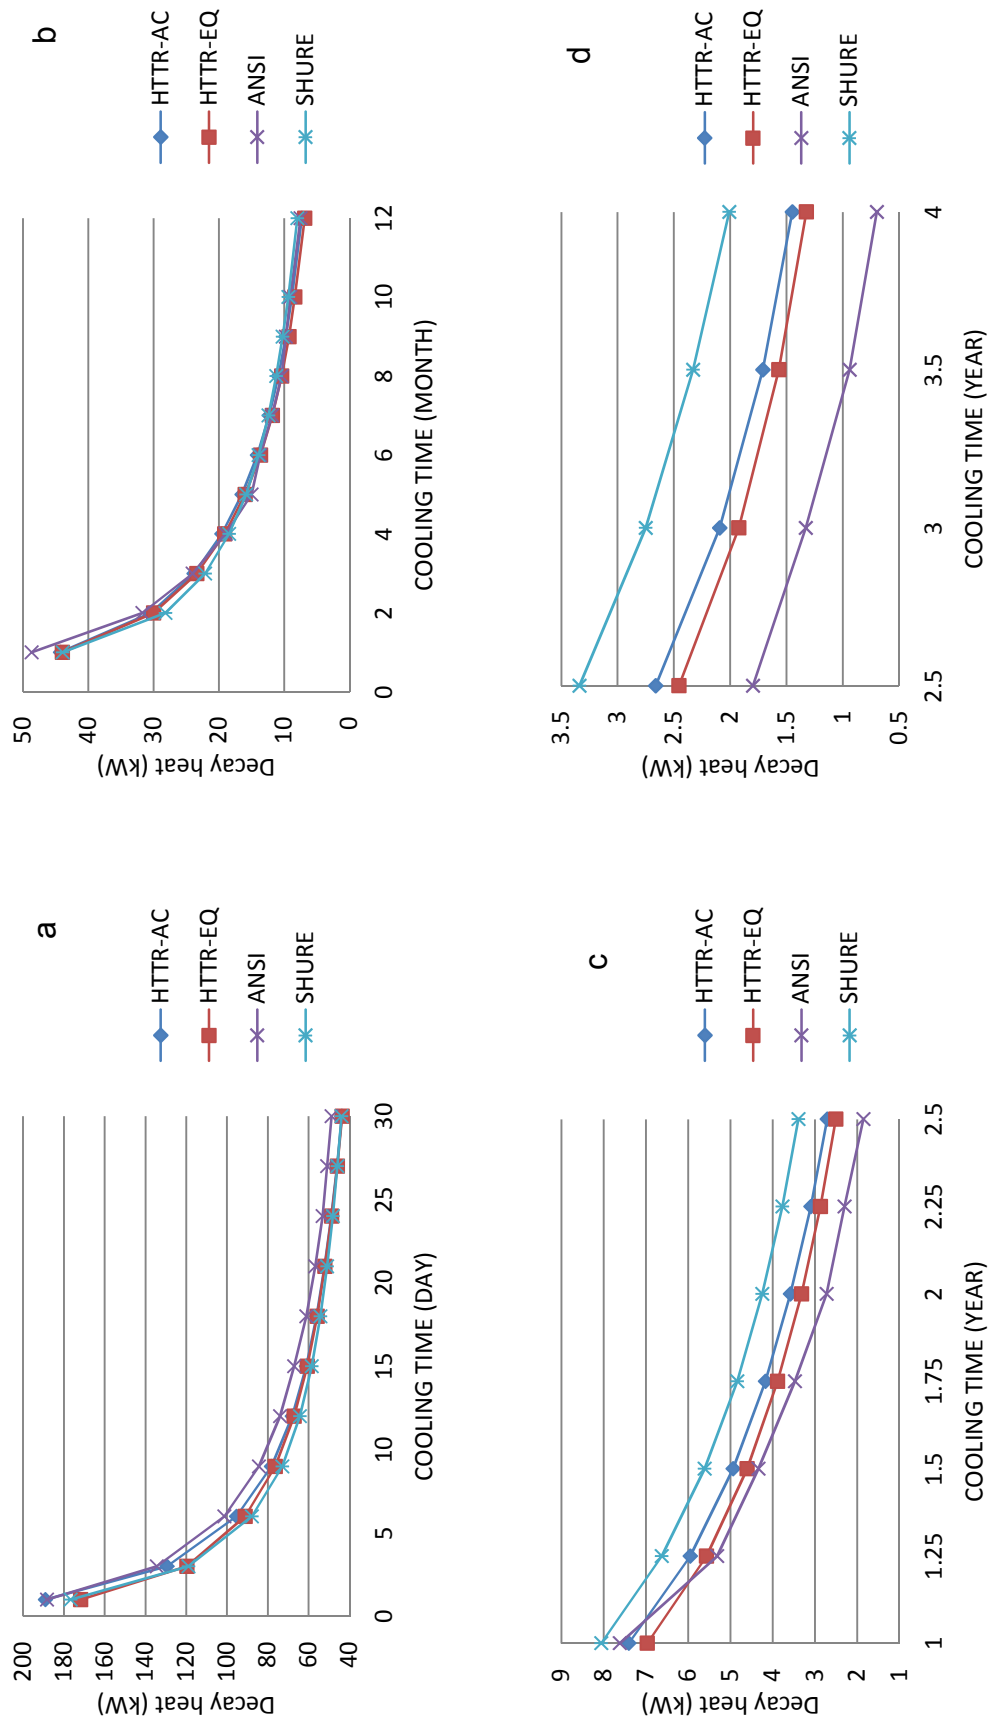 a
200
180
160
140
120
100
80
60
40
0
5
10
15
20
25
30
Decay heat (kW)
COOLING TIME (DAY)
HTTR-AC
HTTR-EQ
ANSI
SHURE
b
50
40
30
20
10
0
0
2
4
6
8
10
12
Decay heat (kW)
COOLING TIME (MONTH)
HTTR-AC
HTTR-EQ
ANSI
SHURE
c
9
8
7
6
5
4
3
2
1
1
1.25
1.5
1.75
2
2.25
2.5
Decay heat (kW)
COOLING TIME (YEAR)
HTTR-AC
HTTR-EQ
ANSI
SHURE
d
3.5
3
2.5
2
1.5
1
0.5
2.5
3
3.5
4
Decay heat (kW)
COOLING TIME (YEAR)
HTTR-AC
HTTR-EQ
ANSI
SHURE